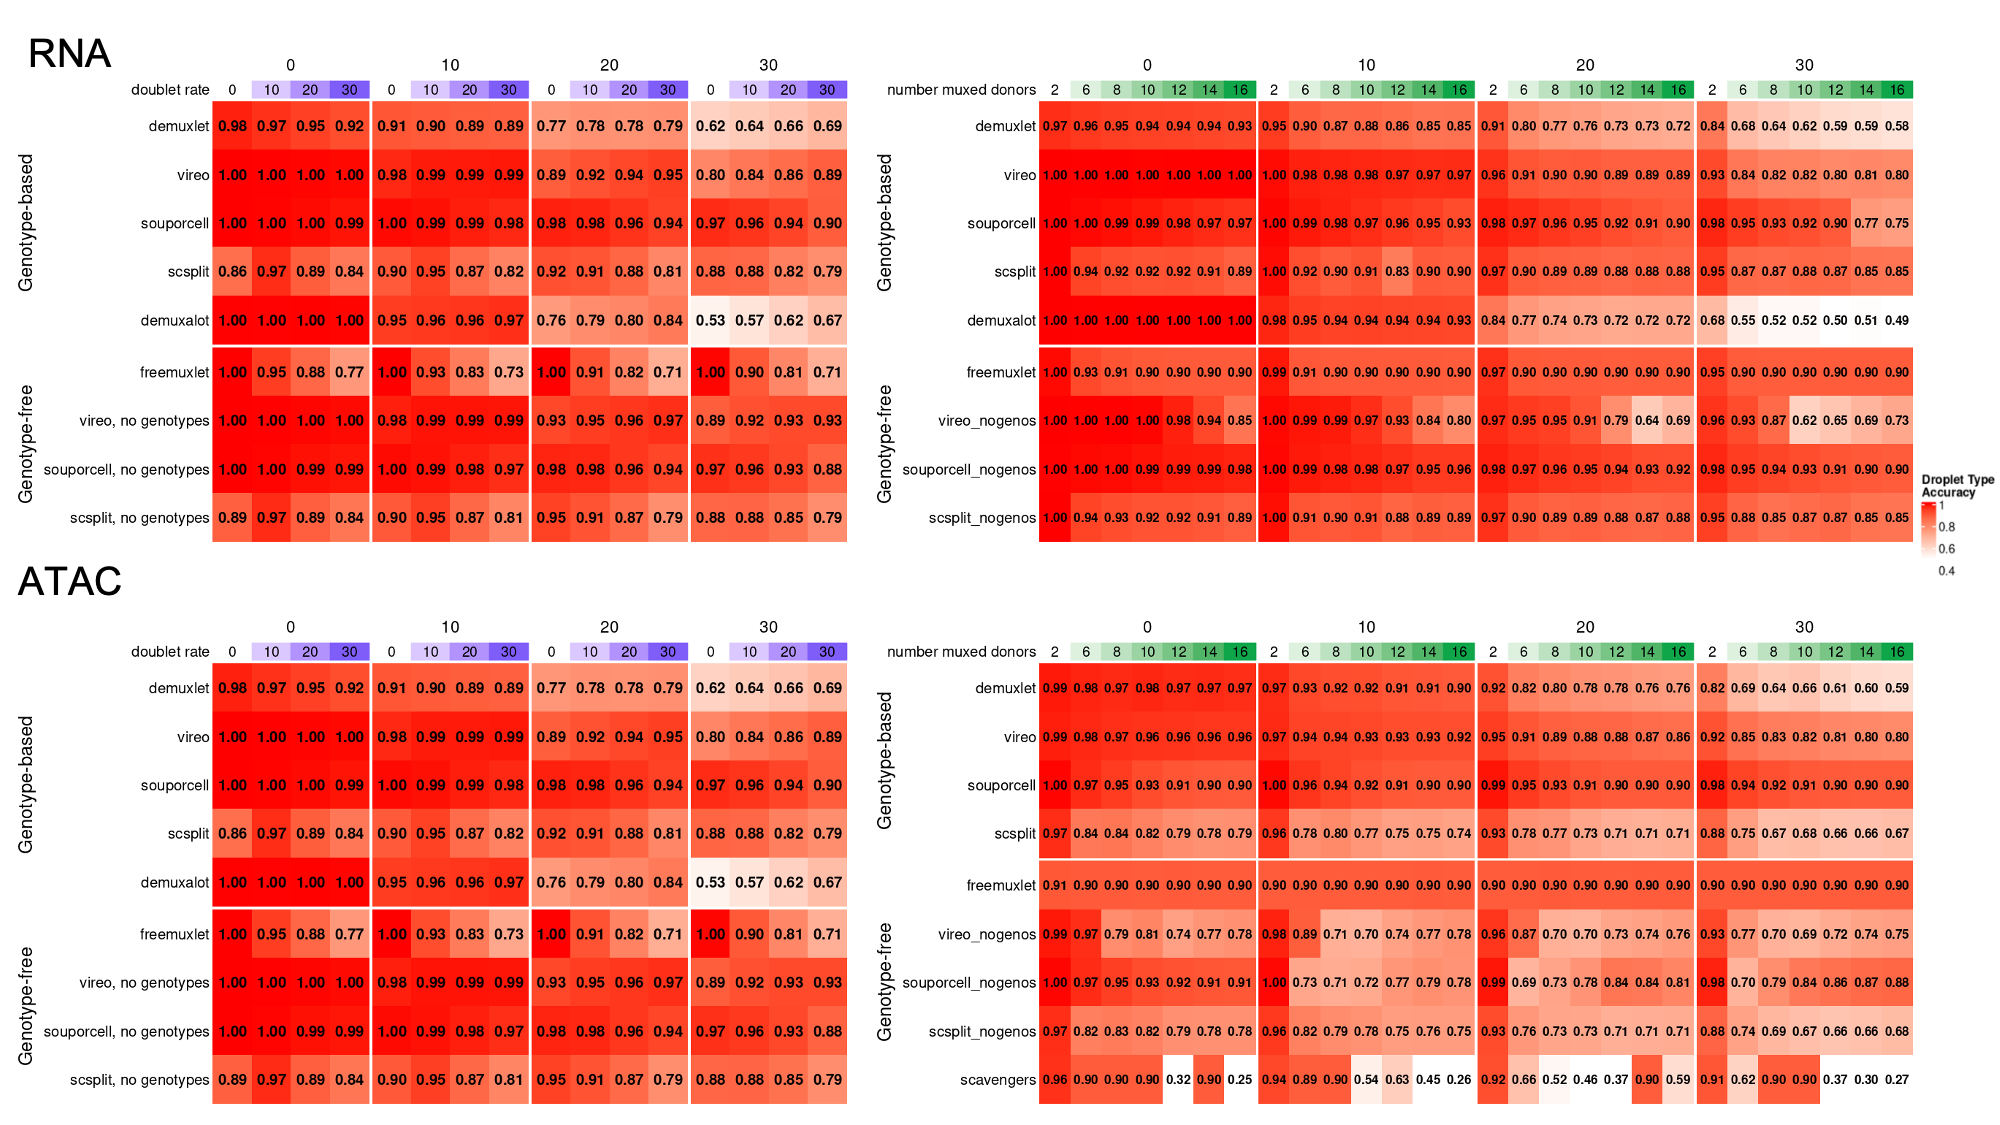 RNA
0 10 20 30
doublet rate 0 10 20 30 0 10 20 30 0 10 20 30 0 10 20 30
Genotype-based
demuxlet 0.98 0.97 0.95 0.92 0.91 0.90 0.89 0.89 0.77 0.78 0.78 0.79 0.62 0.64 0.66 0.69
vireo 1.00 1.00 1.00 1.00 0.98 0.99 0.99 0.99 0.89 0.92 0.94 0.95 0.80 0.84 0.86 0.89
souporcell 1.00 1.00 1.00 0.99 1.00 0.99 0.99 0.98 0.98 0.98 0.96 0.94 0.97 0.96 0.94 0.90
scsplit 0.86 0.97 0.89 0.84 0.90 0.95 0.87 0.82 0.92 0.91 0.88 0.81 0.88 0.88 0.82 0.79
demuxalot 1.00 1.00 1.00 1.00 0.95 0.96 0.96 0.97 0.76 0.79 0.80 0.84 0.53 0.57 0.62 0.67
Genotype-free
freemuxlet 1.00 0.95 0.88 0.77 1.00 0.93 0.83 0.73 1.00 0.91 0.82 0.71 1.00 0.90 0.81 0.71
vireo, no genotypes 1.00 1.00 1.00 1.00 0.98 0.99 0.99 0.99 0.93 0.95 0.96 0.97 0.89 0.92 0.93 0.93
souporcell, no genotypes 1.00 1.00 0.99 0.99 1.00 0.99 0.98 0.97 0.98 0.98 0.96 0.94 0.97 0.96 0.93 0.88
scsplit, no genotypes 0.89 0.97 0.89 0.84 0.90 0.95 0.87 0.81 0.95 0.91 0.87 0.79 0.88 0.88 0.85 0.79
0 10 20 30
number muxed donors 2 6 8 10 12 14 16 2 6 8 10 12 14 16 2 6 8 10 12 14 16 2 6 8 10 12 14 16
Genotype-based
demuxlet 0.97 0.96 0.95 0.94 0.94 0.94 0.93 0.95 0.90 0.87 0.88 0.86 0.85 0.85 0.91 0.80 0.77 0.76 0.73 0.73 0.72 0.84 0.68 0.64 0.62 0.59 0.59 0.58
vireo 1.00 1.00 1.00 1.00 1.00 1.00 1.00 1.00 0.98 0.98 0.98 0.97 0.97 0.97 0.96 0.91 0.90 0.90 0.89 0.89 0.89 0.93 0.84 0.82 0.82 0.80 0.81 0.80
souporcell 1.00 1.00 0.99 0.99 0.98 0.97 0.97 1.00 0.99 0.98 0.97 0.96 0.95 0.93 0.98 0.97 0.96 0.95 0.92 0.91 0.90 0.98 0.95 0.93 0.92 0.90 0.77 0.75
scsplit 1.00 0.94 0.92 0.92 0.92 0.91 0.89 1.00 0.92 0.90 0.91 0.83 0.90 0.90 0.97 0.90 0.89 0.89 0.88 0.88 0.88 0.95 0.87 0.87 0.88 0.87 0.85 0.85
demuxalot 1.00 1.00 1.00 1.00 1.00 1.00 1.00 0.98 0.95 0.94 0.94 0.94 0.94 0.93 0.84 0.77 0.74 0.73 0.72 0.72 0.72 0.68 0.55 0.52 0.52 0.50 0.51 0.49
Genotype-free
freemuxlet 1.00 0.93 0.91 0.90 0.90 0.90 0.90 0.99 0.91 0.90 0.90 0.90 0.90 0.90 0.97 0.90 0.90 0.90 0.90 0.90 0.90 0.95 0.90 0.90 0.90 0.90 0.90 0.90
vireo_nogenos 1.00 1.00 1.00 1.00 0.98 0.94 0.85 1.00 0.99 0.99 0.97 0.93 0.84 0.80 0.97 0.95 0.95 0.91 0.79 0.64 0.69 0.96 0.93 0.87 0.62 0.65 0.69 0.73
souporcell_nogenos 1.00 1.00 1.00 0.99 0.99 0.99 0.98 1.00 0.99 0.98 0.98 0.97 0.95 0.96 0.98 0.97 0.96 0.95 0.94 0.93 0.92 0.98 0.95 0.94 0.93 0.91 0.90 0.90
scsplit_nogenos 1.00 0.94 0.93 0.92 0.92 0.91 0.89 1.00 0.91 0.90 0.91 0.88 0.89 0.89 0.97 0.90 0.89 0.89 0.88 0.87 0.88 0.95 0.88 0.85 0.87 0.87 0.85 0.85
Droplet Type
Accuracy
1
0.8
0.6
0.4
ATAC
0 10 20 30
doublet rate 0 10 20 30 0 10 20 30 0 10 20 30 0 10 20 30
Genotype-based
demuxlet 0.98 0.97 0.95 0.92 0.91 0.90 0.89 0.89 0.77 0.78 0.78 0.79 0.62 0.64 0.66 0.69
vireo 1.00 1.00 1.00 1.00 0.98 0.99 0.99 0.99 0.89 0.92 0.94 0.95 0.80 0.84 0.86 0.89
souporcell 1.00 1.00 1.00 0.99 1.00 0.99 0.99 0.98 0.98 0.98 0.96 0.94 0.97 0.96 0.94 0.90
scsplit 0.86 0.97 0.89 0.84 0.90 0.95 0.87 0.82 0.92 0.91 0.88 0.81 0.88 0.88 0.82 0.79
demuxalot 1.00 1.00 1.00 1.00 0.95 0.96 0.96 0.97 0.76 0.79 0.80 0.84 0.53 0.57 0.62 0.67
Genotype-free
freemuxlet 1.00 0.95 0.88 0.77 1.00 0.93 0.83 0.73 1.00 0.91 0.82 0.71 1.00 0.90 0.81 0.71
vireo, no genotypes 1.00 1.00 1.00 1.00 0.98 0.99 0.99 0.99 0.93 0.95 0.96 0.97 0.89 0.92 0.93 0.93
souporcell, no genotypes 1.00 1.00 0.99 0.99 1.00 0.99 0.98 0.97 0.98 0.98 0.96 0.94 0.97 0.96 0.93 0.88
scsplit, no genotypes 0.89 0.97 0.89 0.84 0.90 0.95 0.87 0.81 0.95 0.91 0.87 0.79 0.88 0.88 0.85 0.79
0 10 20 30
number muxed donors 2 6 8 10 12 14 16 2 6 8 10 12 14 16 2 6 8 10 12 14 16 2 6 8 10 12 14 16
Genotype-based
demuxlet 0.99 0.98 0.97 0.98 0.97 0.97 0.97 0.97 0.93 0.92 0.92 0.91 0.91 0.90 0.92 0.82 0.80 0.78 0.78 0.76 0.76 0.82 0.69 0.64 0.66 0.61 0.60 0.59
vireo 0.99 0.98 0.97 0.96 0.96 0.96 0.96 0.97 0.94 0.94 0.93 0.93 0.93 0.92 0.95 0.91 0.89 0.88 0.88 0.87 0.86 0.92 0.85 0.83 0.82 0.81 0.80 0.80
souporcell 1.00 0.97 0.95 0.93 0.91 0.90 0.90 1.00 0.96 0.94 0.92 0.91 0.90 0.90 0.99 0.95 0.93 0.91 0.90 0.90 0.90 0.98 0.94 0.92 0.91 0.90 0.90 0.90
scsplit 0.97 0.84 0.84 0.82 0.79 0.78 0.79 0.96 0.78 0.80 0.77 0.75 0.75 0.74 0.93 0.78 0.77 0.73 0.71 0.71 0.71 0.88 0.75 0.67 0.68 0.66 0.66 0.67
Genotype-free
freemuxlet 0.91 0.90 0.90 0.90 0.90 0.90 0.90 0.90 0.90 0.90 0.90 0.90 0.90 0.90 0.90 0.90 0.90 0.90 0.90 0.90 0.90 0.90 0.90 0.90 0.90 0.90 0.90 0.90
vireo_nogenos 0.99 0.97 0.79 0.81 0.74 0.77 0.78 0.98 0.89 0.71 0.70 0.74 0.77 0.78 0.96 0.87 0.70 0.70 0.73 0.74 0.76 0.93 0.77 0.70 0.69 0.72 0.74 0.75
souporcell_nogenos 1.00 0.97 0.95 0.93 0.92 0.91 0.91 1.00 0.73 0.71 0.72 0.77 0.79 0.78 0.99 0.69 0.73 0.78 0.84 0.84 0.81 0.98 0.70 0.79 0.84 0.86 0.87 0.88
scsplit_nogenos 0.97 0.82 0.83 0.82 0.79 0.78 0.78 0.96 0.82 0.79 0.78 0.75 0.76 0.75 0.93 0.76 0.73 0.73 0.71 0.71 0.71 0.88 0.74 0.69 0.67 0.66 0.66 0.68
scavengers 0.96 0.90 0.90 0.90 0.32 0.90 0.25 0.94 0.89 0.90 0.54 0.63 0.45 0.26 0.92 0.66 0.52 0.46 0.37 0.90 0.59 0.91 0.62 0.90 0.90 0.37 0.30 0.27